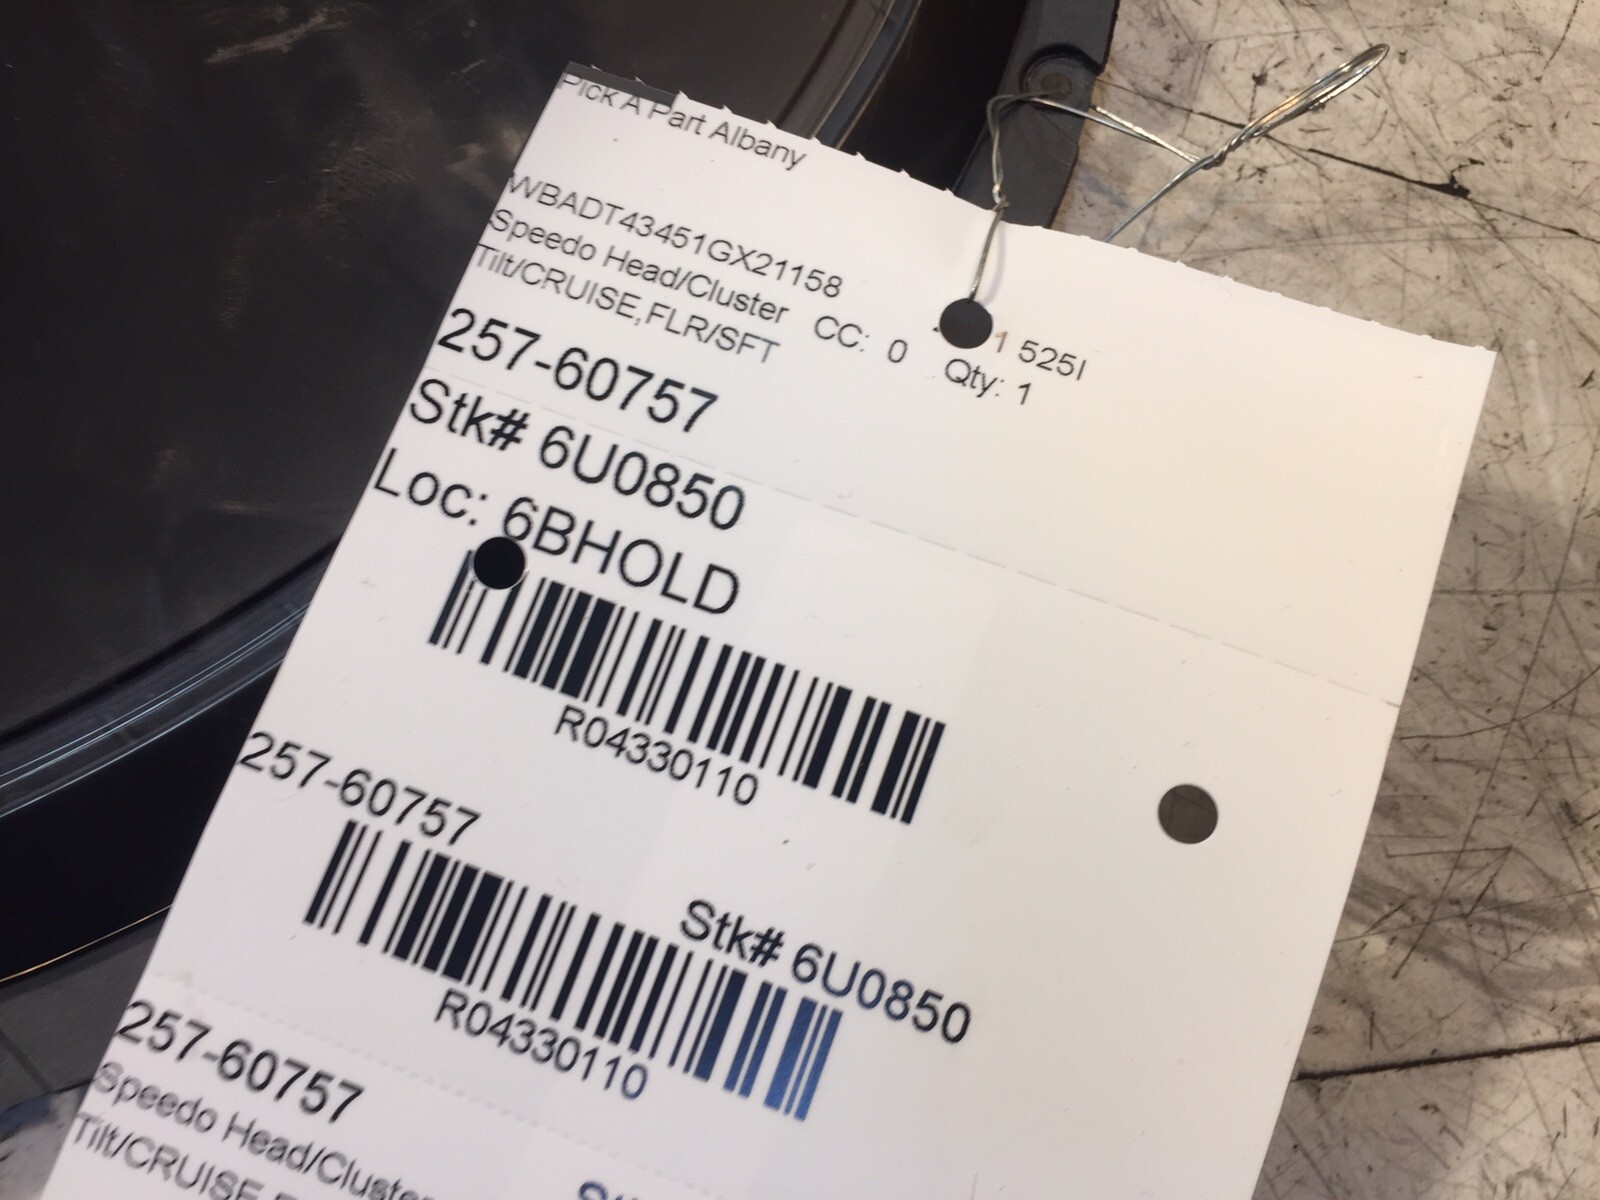 Pick A Part Albany
WBADT43451GX21158
Speedo Head/Cluster CC: 0 1 525I
Tilt/CRUISE,FLR/SFT Qty: 1
257-60757
Stk# 6U0850
Loc: 6BHOLD
R04330110
257-60757
Stk# 6U0850
R04330110
257-60757
Speedo Head/Cluster
Tilt/CRUISE